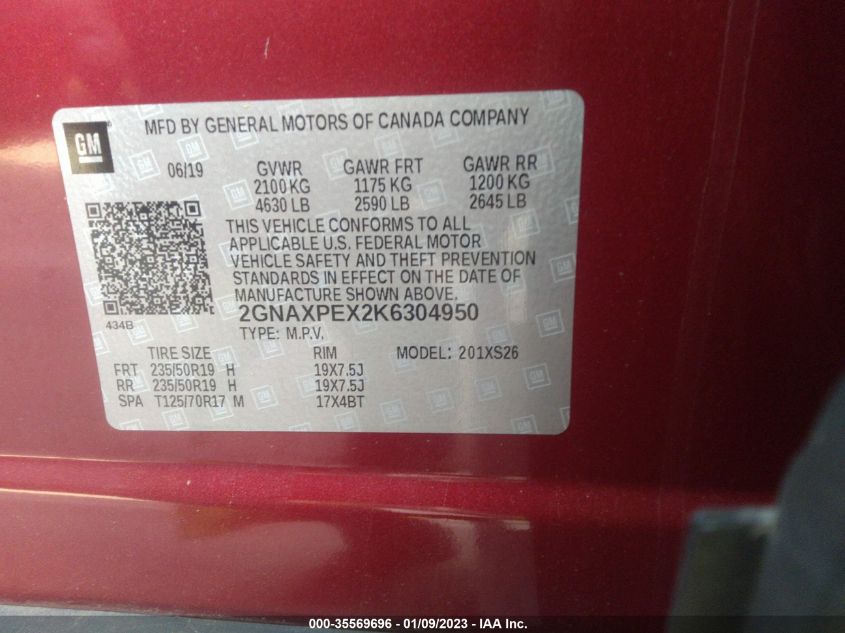 GM
MFD BY GENERAL MOTORS OF CANADA COMPANY
06/19 GVWR GAWR FRT GAWR RR
2100 KG 1175 KG 1200 KG
4630 LB 2590 LB 2645 LB
THIS VEHICLE CONFORMS TO ALL
APPLICABLE U.S. FEDERAL MOTOR
VEHICLE SAFETY AND THEFT PREVENTION
STANDARDS IN EFFECT ON THE DATE OF
MANUFACTURE SHOWN ABOVE.
434B
2GNAXPEX2K6304950
TYPE: M.P.V.
TIRE SIZE RIM MODEL: 201XS26
FRT 235/50R19 H 19X7.5J
RR 235/50R19 H 19X7.5J
SPA T125/70R17 M 17X4BT
000-35569696 - 01/09/2023 - IAA Inc.